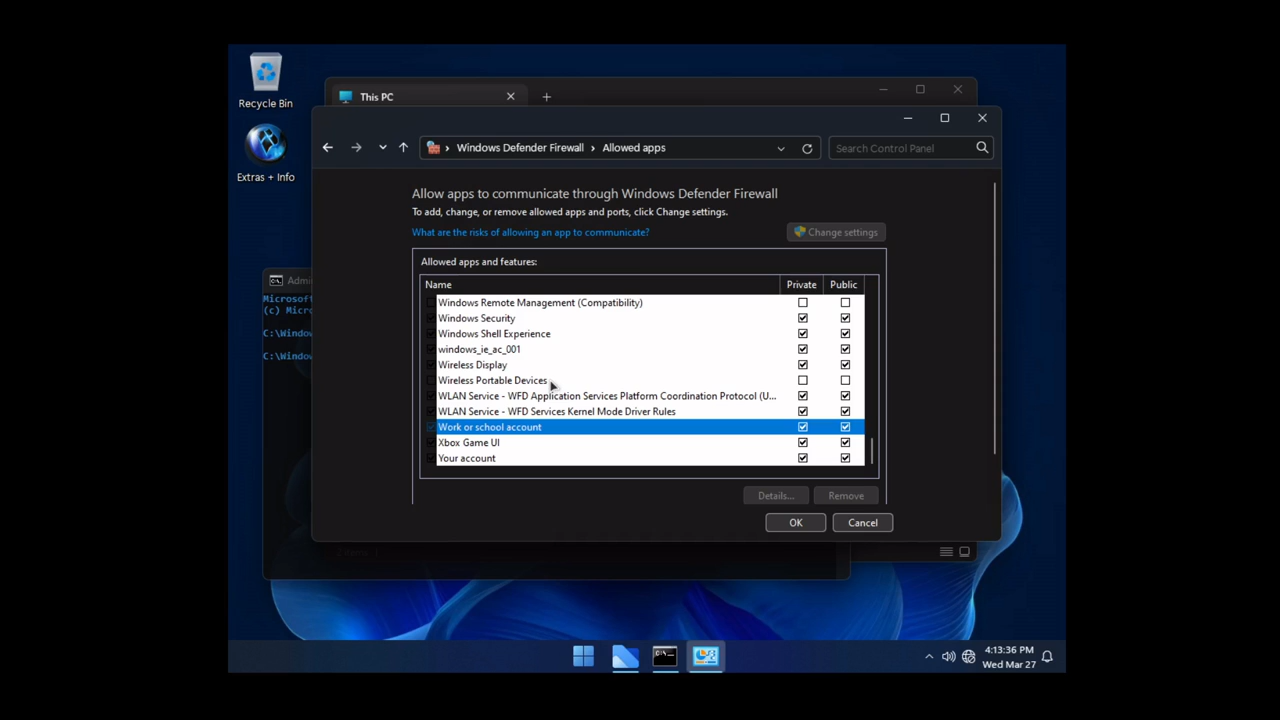 Recycle Bin
Extras + Info
This PC
Windows Defender Firewall
Allowed apps
Search Control Panel
Allow apps to communicate through Windows Defender Firewall
To add, change, or remove allowed apps and ports, click Change settings.
What are the risks of allowing an app to communicate?
Change settings
Allowed apps and features:
Name Private Public
Windows Remote Management (Compatibility)
Windows Security
Windows Shell Experience
windows_ie_ac_001
Wireless Display
Wireless Portable Devices
WLAN Service - WFD Application Services Platform Coordination Protocol (U...
WLAN Service - WFD Services Kernel Mode Driver Rules
Work or school account
Xbox Game UI
Your account
Details...
Remove
OK
Cancel
Admi
Microsoft
(c) Micro
C:\Windo
C:\Windo
4:13:36 PM
Wed Mar 27